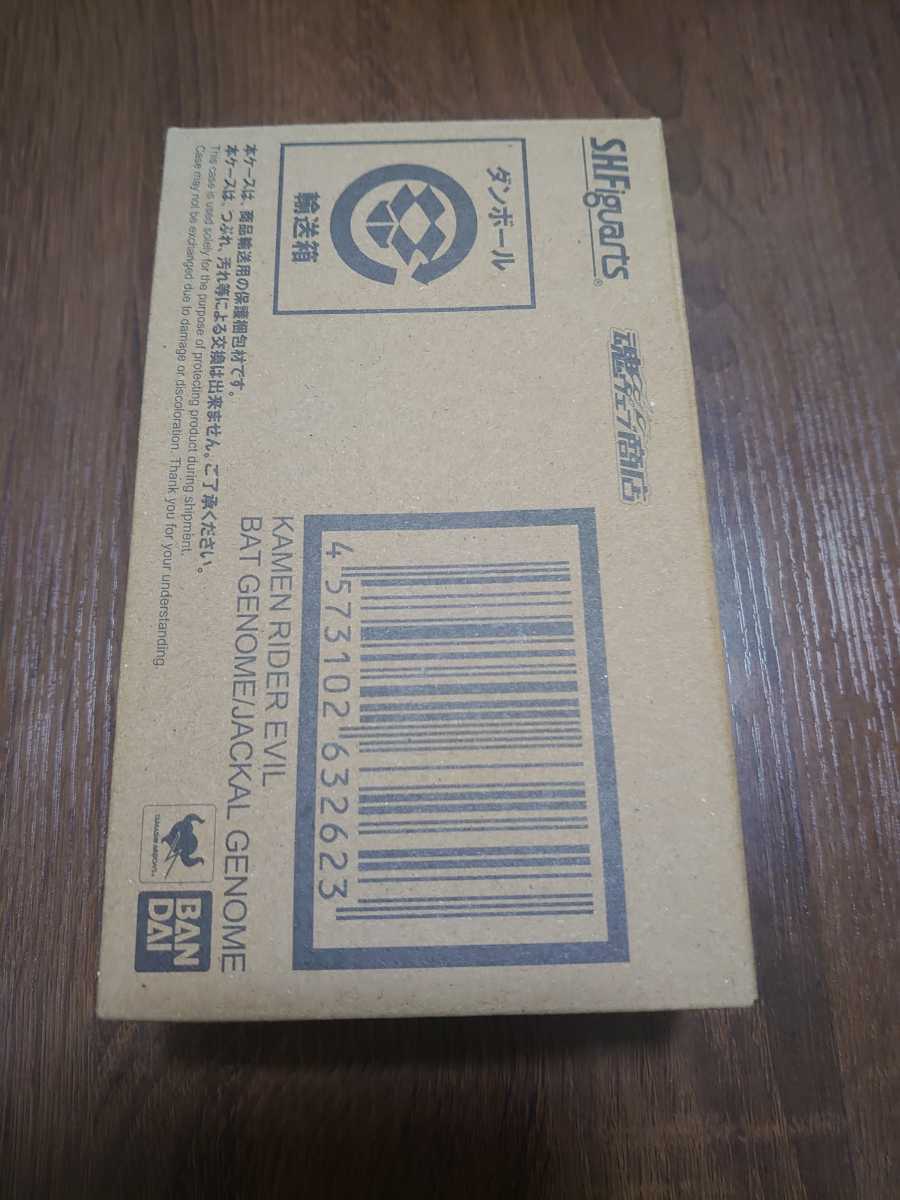 S.H.Figuarts®
魂ウェブ商店
ダンボール
輸送箱
本ケースは、商品輸送用の保護梱包材です。
本ケースは、つぶれ、汚れ等による交換は出来ません。ご了承ください。
This case is used solely for the purpose of protecting product during shipment.
Case may not be exchanged due to damage or discoloration. Thank you for your understanding.
4 573102 632623
KAMEN RIDER EVIL
BAT GENOME/JACKAL GENOME
TAMASHII NATIONS
BAN
DAI